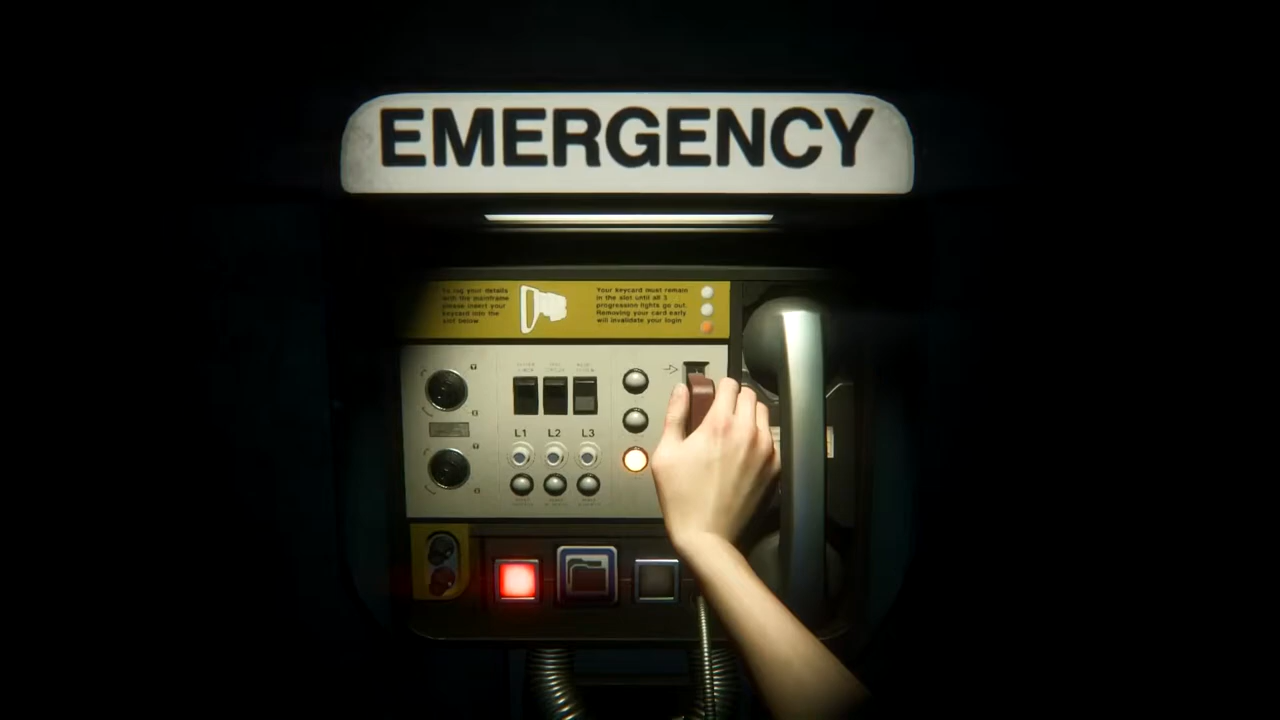 EMERGENCY
To log your details
with the mainframe
please insert your
keycard into the
slot below
Your keycard must remain
in the slot until all 3
progression lights go out.
Removing your card early
will invalidate your login
L1 L2 L3